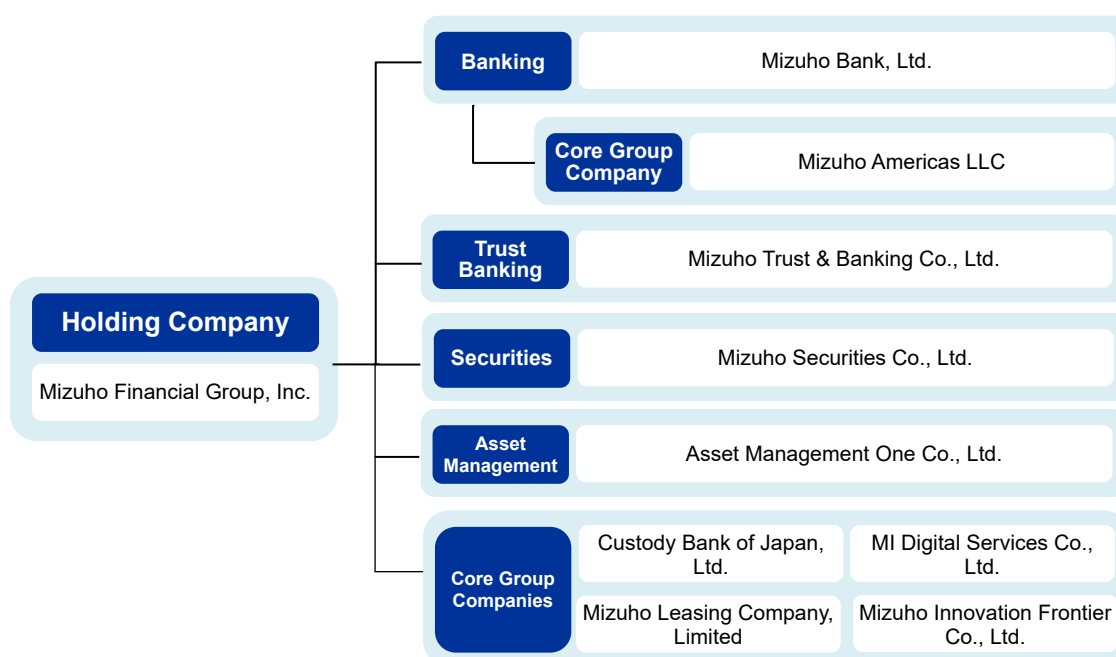 Holding Company
Mizuho Financial Group, Inc.
Banking
Mizuho Bank, Ltd.
Core Group
Company
Mizuho Americas LLC
Trust
Banking
Mizuho Trust & Banking Co., Ltd.
Securities
Mizuho Securities Co., Ltd.
Asset
Management
Asset Management One Co., Ltd.
Core Group
Companies
Custody Bank of Japan,
Ltd.
MI Digital Services Co.,
Ltd.
Mizuho Leasing Company,
Limited
Mizuho Innovation Frontier
Co., Ltd.